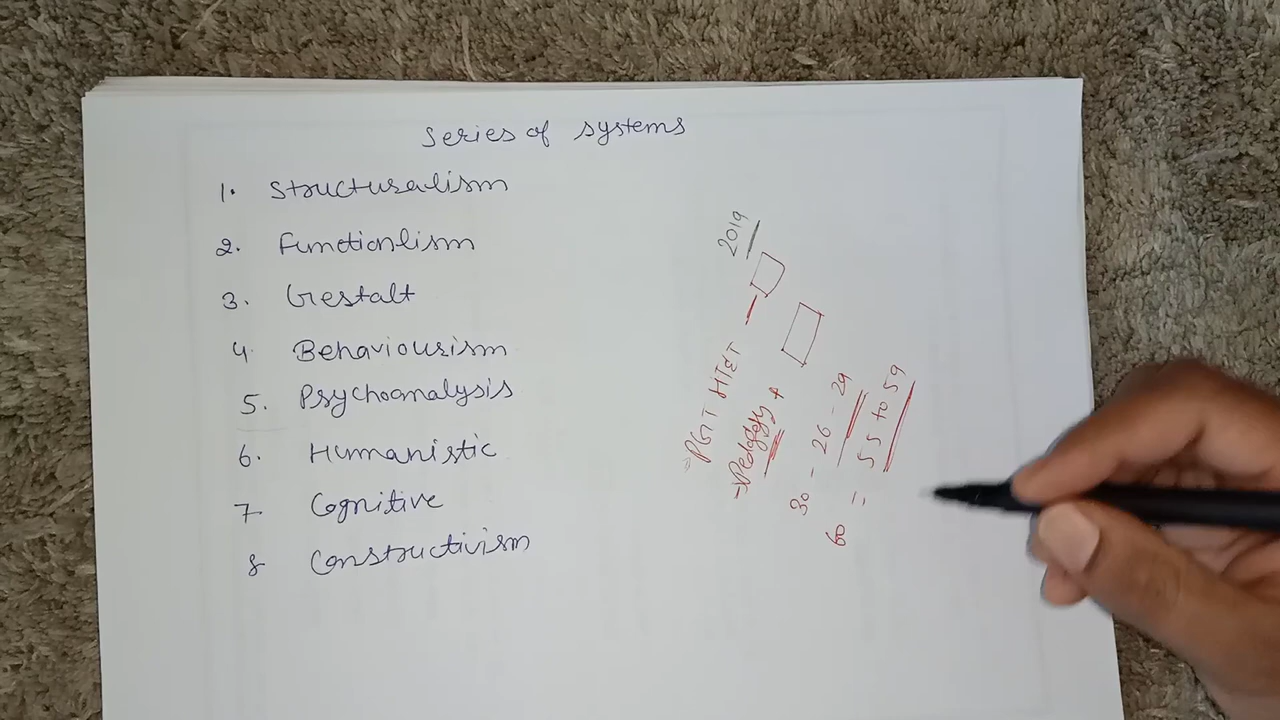 Series of systems
1. Structuralism
2. Functionlism
3. Gestalt
4. Behaviourism
5. Psychoanalysis
6. Humanistic
7 Cognitive
8 Constructivism
2019
PGT HTET —
→ Pedagogy +
30 - 26 - 29
60 = 55 to 59